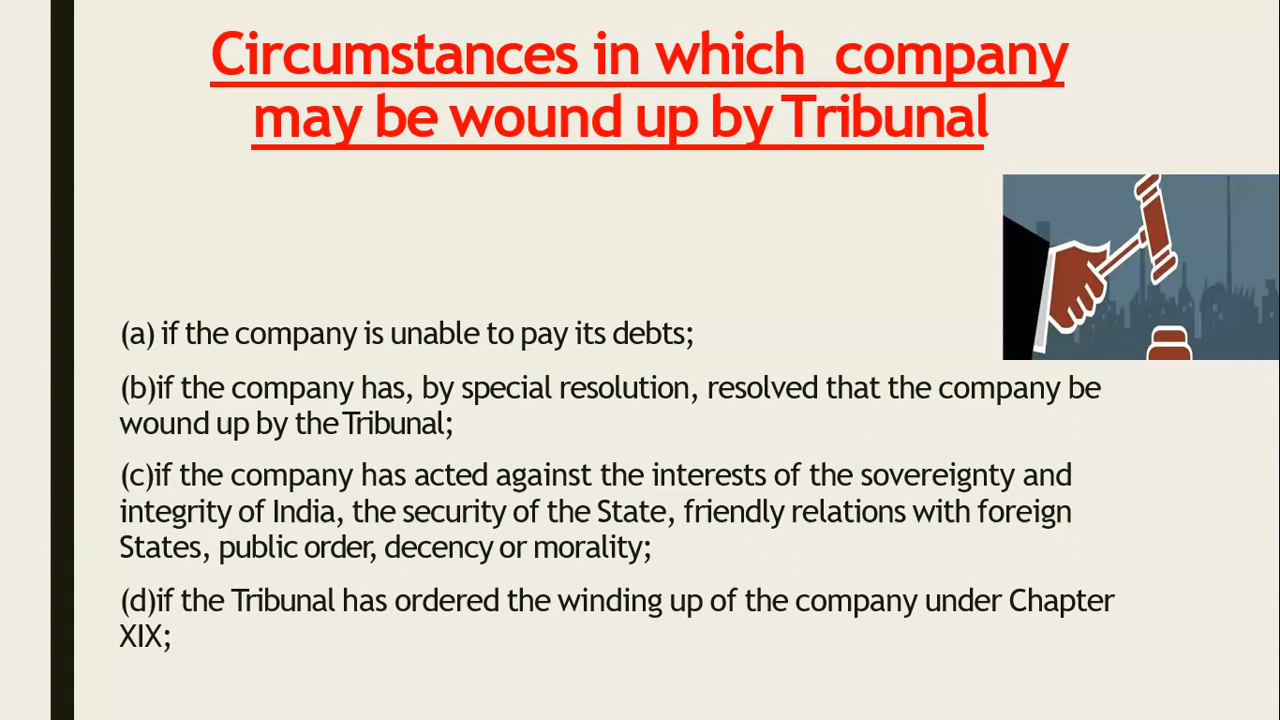 Circumstances in which company
may be wound up by Tribunal
(a) if the company is unable to pay its debts;
(b)if the company has, by special resolution, resolved that the company be
wound up by the Tribunal;
(c)if the company has acted against the interests of the sovereignty and
integrity of India, the security of the State, friendly relations with foreign
States, public order, decency or morality;
(d)if the Tribunal has ordered the winding up of the company under Chapter
XIX;